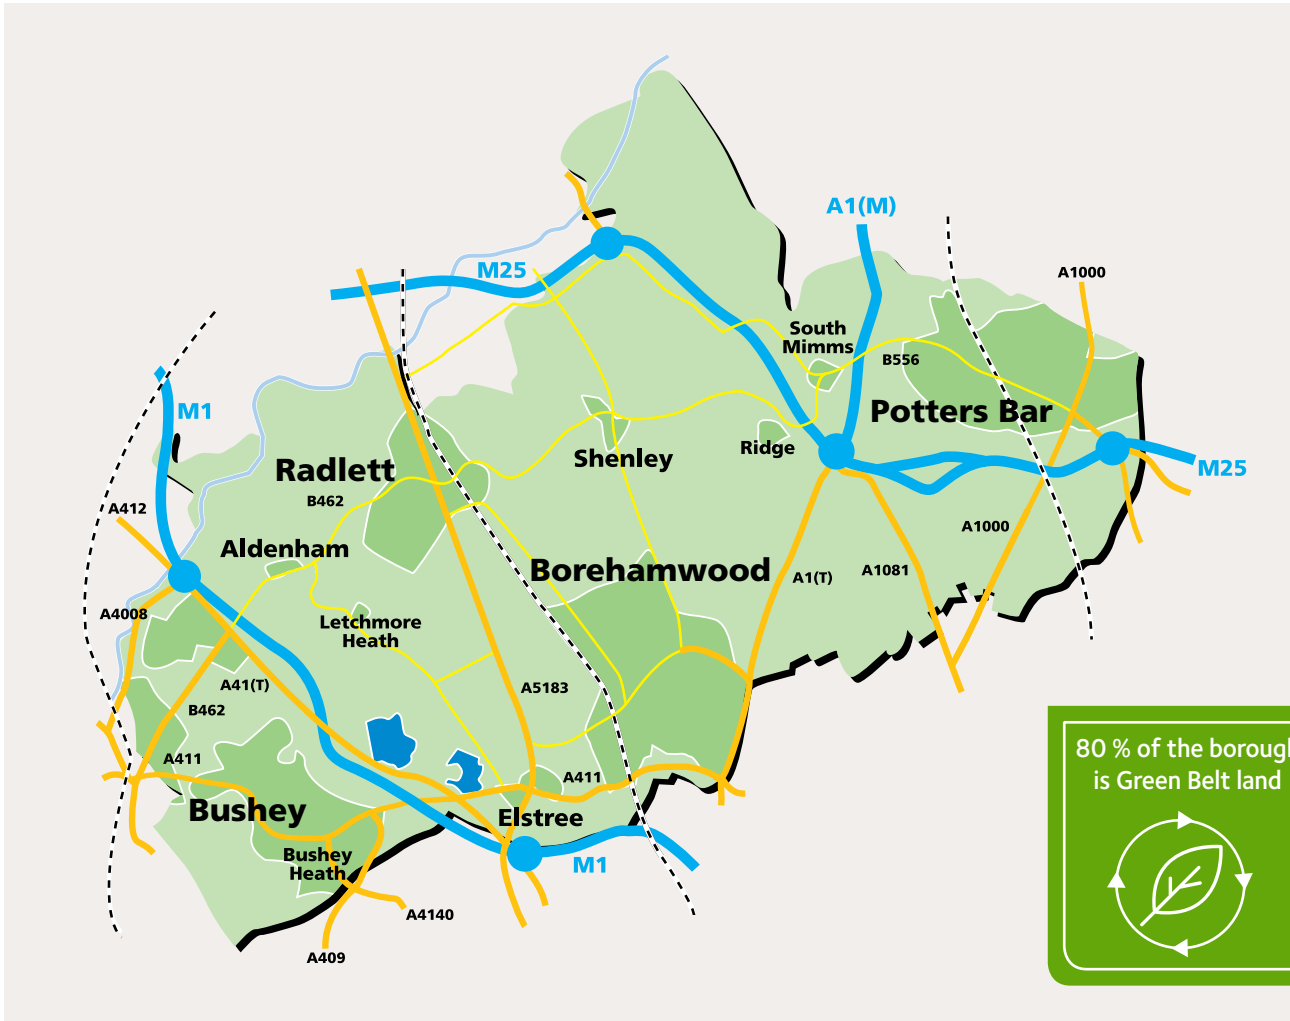 A1(M)
M25
A1000
South
Mimms
B556
M1
Potters Bar
Radlett
Shenley
Ridge
M25
B462
A412
A1000
Aldenham
Borehamwood
A1(T)
A1081
A4008
Letchmore
Heath
A41(T)
A5183
B462
A411
A411
Bushey
Elstree
Bushey
Heath
M1
A4140
A409
80 % of the boroug
is Green Belt land